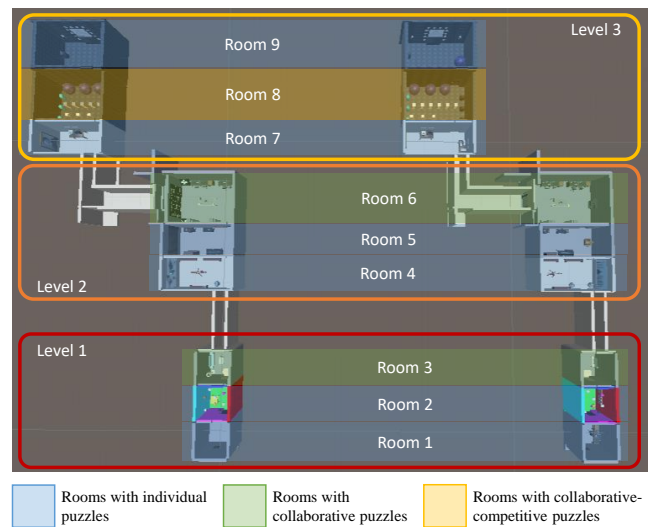 Level 3
Room 9
Room 8
Room 7
Room 6
Room 5
Room 4
Level 2
Level 1
Room 3
Room 2
Room 1
Rooms with individual
puzzles
Rooms with
collaborative puzzles
Rooms with collaborative-
competitive puzzles